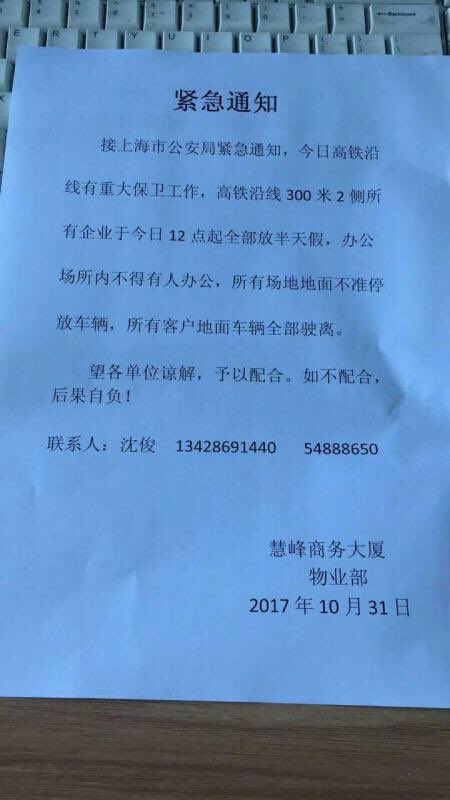 Backspace
E R T Y U I O P
紧急通知
接上海市公安局紧急通知，今日高铁沿
线有重大保卫工作，高铁沿线 300 米 2 侧所
有企业于今日 12 点起全部放半天假，办公
场所内不得有人办公，所有场地地面不准停
放车辆，所有客户地面车辆全部驶离。
望各单位谅解，予以配合。如不配合，
后果自负！
联系人：沈俊 13428691440 54888650
慧峰商务大厦
物业部
2017 年 10 月 31 日